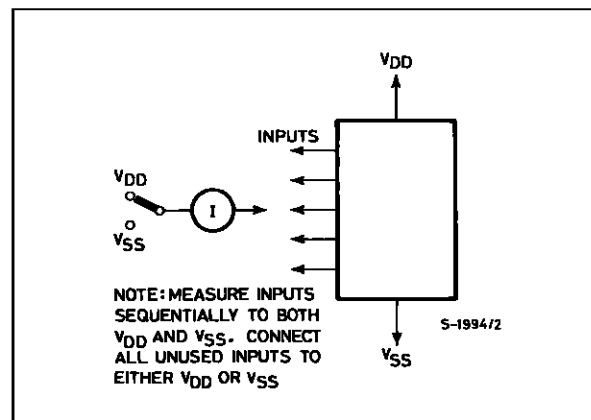 VDD
INPUTS
VDD
I
VSS
NOTE: MEASURE INPUTS
SEQUENTIALLY TO BOTH
VDD AND VSS. CONNECT
ALL UNUSED INPUTS TO
EITHER VDD OR VSS
S-1994/2
VSS